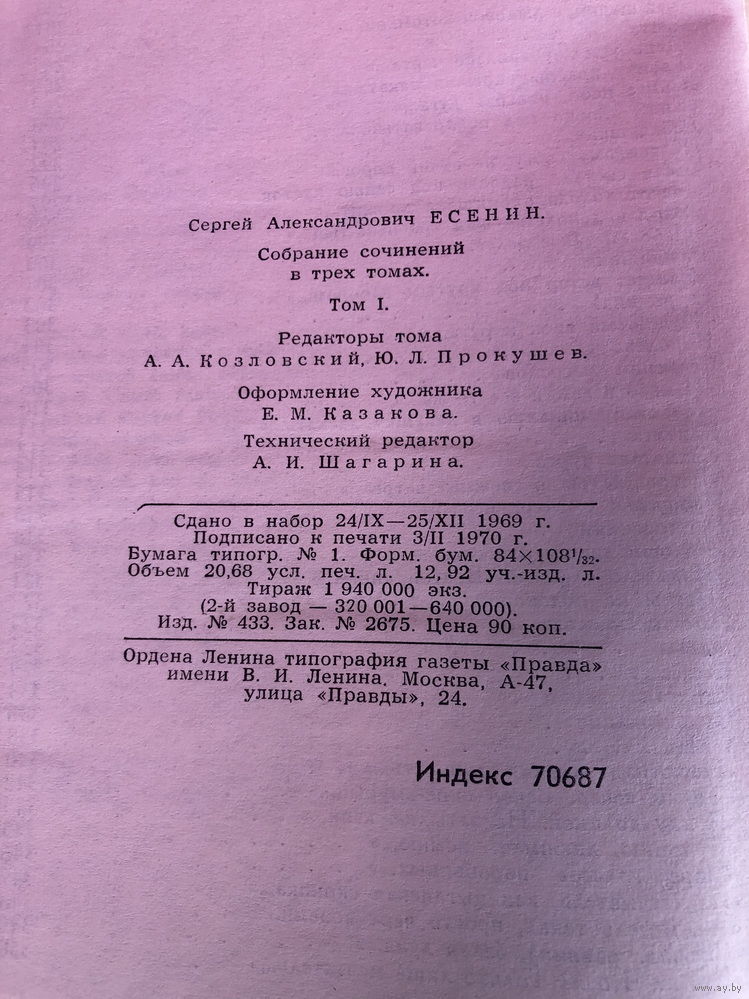 Сергей Александрович ЕСЕНИН.
Собрание сочинений
в трех томах.
Том I.
Редакторы тома
А. А. Козловский, Ю. Л. Прокушев.
Оформление художника
Е. М. Казакова.
Технический редактор
А. И. Шагарина.
Сдано в набор 24/IX—25/XII 1969 г.
Подписано к печати 3/II 1970 г.
Бумага типогр. № 1. Форм. бум. 84×108¹/₃₂.
Объем 20,68 усл. печ. л. 12,92 уч.-изд. л.
Тираж 1 940 000 экз.
(2-й завод — 320 001—640 000).
Изд. № 433. Зак. № 2675. Цена 90 коп.
Ордена Ленина типография газеты «Правда»
имени В. И. Ленина. Москва, А-47,
улица «Правды», 24.
Индекс 70687
www.ay.by